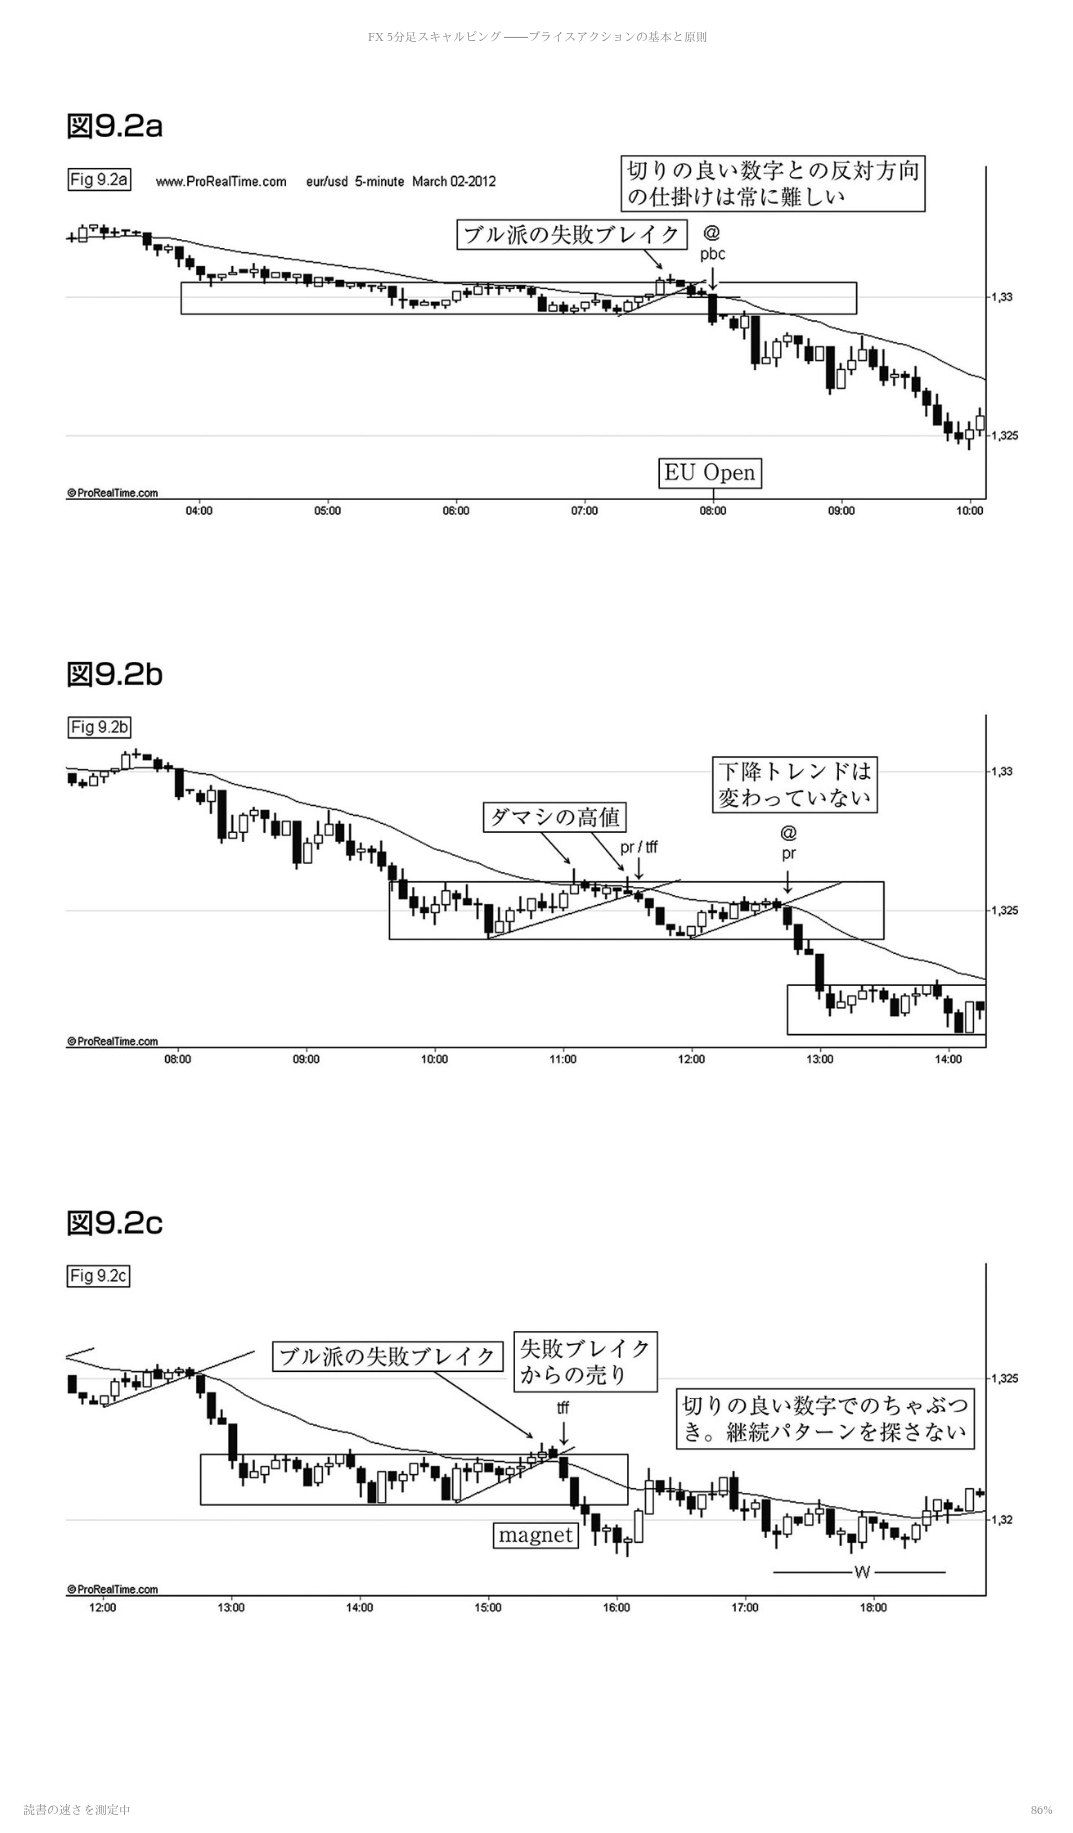 FX 5分足スキャルピング ――プライスアクションの基本と原則
図9.2a
Fig 9.2a
www.ProRealTime.com eur/usd 5-minute March 02-2012
切りの良い数字との反対方向
の仕掛けは常に難しい
ブル派の失敗ブレイク
@
pbc
1,33
1,325
EU Open
©ProRealTime.com
04:00 05:00 06:00 07:00 08:00 09:00 10:00
図9.2b
Fig 9.2b
1,33
下降トレンドは
変わっていない
ダマシの高値
@
pr / tff
pr
1,325
©ProRealTime.com
08:00 09:00 10:00 11:00 12:00 13:00 14:00
図9.2c
Fig 9.2c
ブル派の失敗ブレイク
失敗ブレイク
からの売り
1,325
切りの良い数字でのちゃぶつ
き。継続パターンを探さない
tff
magnet
1,32
W
©ProRealTime.com
12:00 13:00 14:00 15:00 16:00 17:00 18:00
読書の速さを測定中
86%